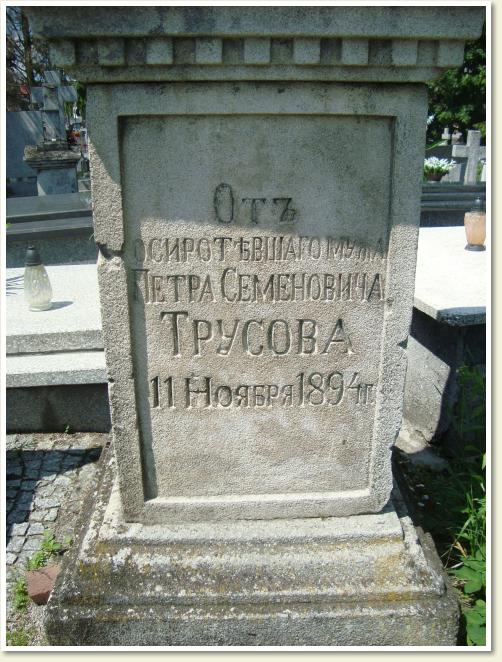 Отъ
осиротѣвшаго мужа
Петра Семеновича
Трусова
11 Ноября 1894 г.